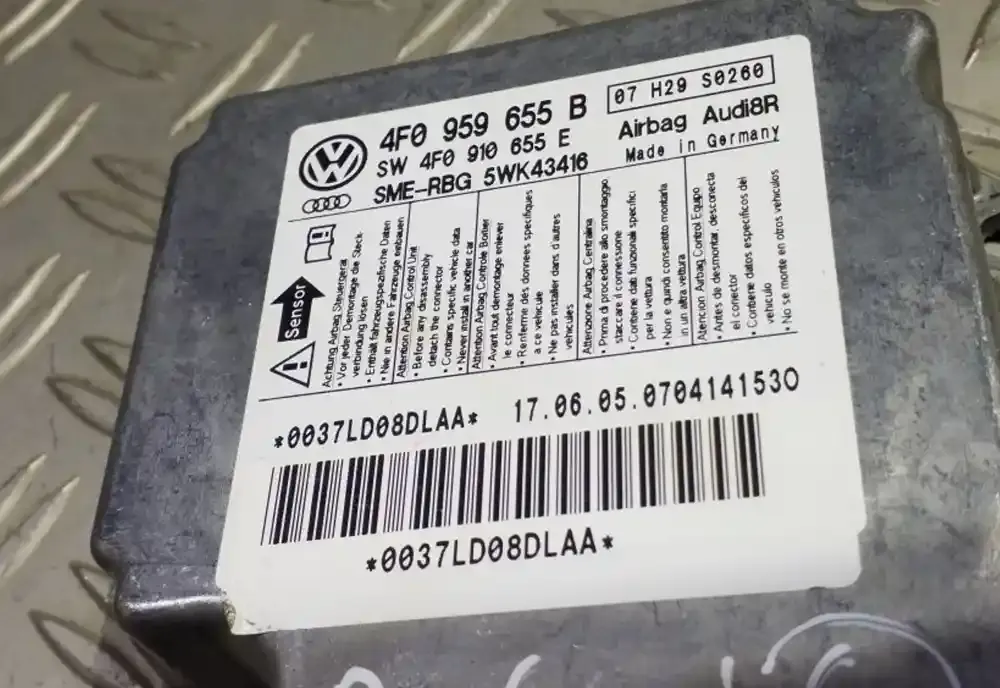 4F0 959 655 B
07 H29 S0260
SW 4F0 910 655 E
Airbag Audi8R
SME-RBG 5WK43416
Made in Germany
Sensor
Achtung Airbag Steuergerät
• Vor jeder Demontage die Steck-
verbindung lösen
• Enthält fahrzeugspezifische Daten
• Nie in andere Fahrzeuge einbauen
Attention Airbag Control Unit
• Before any disassembly
detach the connector
• Contains specific vehicle data
• Never install in another car
Attention Airbag Controle Boitier
• Avant tout demontage enlever
le connecteur
• Renferme des donnees specifiques
a ce vehicule
• Ne pas installer dans d'autres
vehicules
Attenzione Airbag Centralina
• Prima di procedere allo smontaggio
staccare il connessione
• Contiene dati funzionali specifici
per la vettura
• Non e quindi consentito montarla
in un altra vettura
Atencion Airbag Control Equipo
• Antes de desmontar, desconecta
el conector
• Contiene datos especificos del
vehiculo
• No se monte en otros vehiculos
*0037LD08DLAA*
17.06.05.0704141530
*0037LD08DLAA*